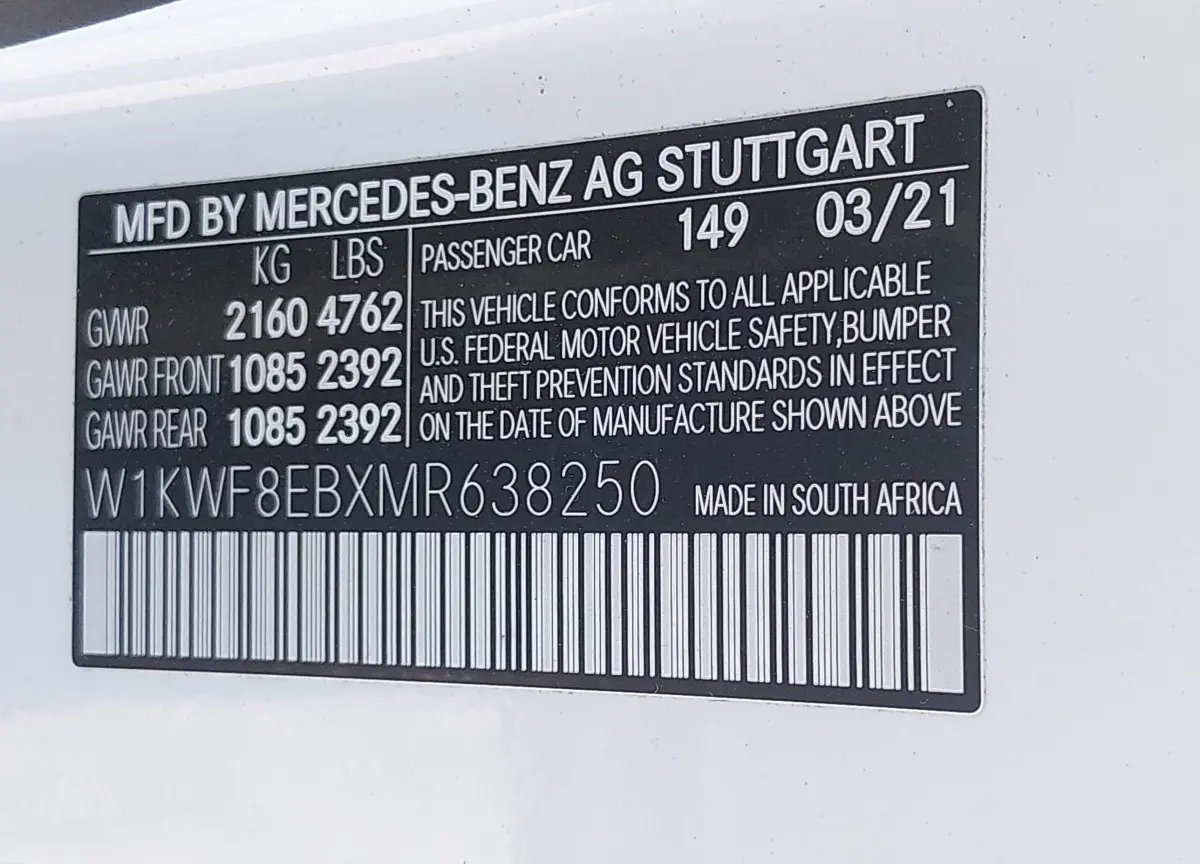 MFD BY MERCEDES-BENZ AG STUTTGART
KG LBS
GVWR 2160 4762
GAWR FRONT 1085 2392
GAWR REAR 1085 2392
PASSENGER CAR 149 03/21
THIS VEHICLE CONFORMS TO ALL APPLICABLE
U.S. FEDERAL MOTOR VEHICLE SAFETY,BUMPER
AND THEFT PREVENTION STANDARDS IN EFFECT
ON THE DATE OF MANUFACTURE SHOWN ABOVE
W1KWF8EBXMR638250 MADE IN SOUTH AFRICA